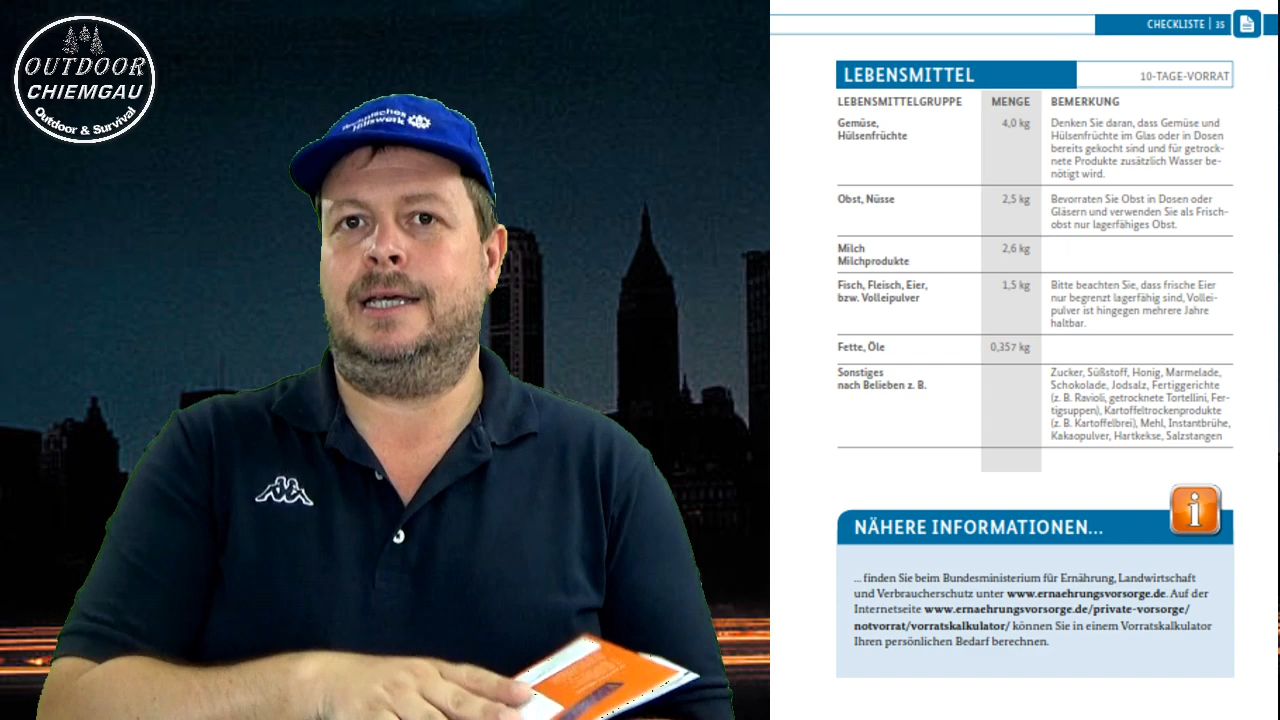 OUTDOOR
CHIEMGAU
Outdoor & Survival
Technisches
Hilfswerk
CHECKLISTE | 35
LEBENSMITTEL 10-TAGE-VORRAT
LEBENSMITTELGRUPPE MENGE BEMERKUNG
Gemüse, 4,0 kg Denken Sie daran, dass Gemüse und
Hülsenfrüchte Hülsenfrüchte im Glas oder in Dosen
bereits gekocht sind und für getrock-
nete Produkte zusätzlich Wasser be-
nötigt wird.
Obst, Nüsse 2,5 kg Bevorraten Sie Obst in Dosen oder
Gläsern und verwenden Sie als Frisch-
obst nur lagerfähiges Obst.
Milch 2,6 kg
Milchprodukte
Fisch, Fleisch, Eier, 1,5 kg Bitte beachten Sie, dass frische Eier
bzw. Volleipulver nur begrenzt lagerfähig sind, Vollei-
pulver ist hingegen mehrere Jahre
haltbar.
Fette, Öle 0,357 kg
Sonstiges Zucker, Süßstoff, Honig, Marmelade,
nach Belieben z. B. Schokolade, Jodsalz, Fertiggerichte
(z. B. Ravioli, getrocknete Tortellini, Fer-
tigsuppen), Kartoffeltrockenprodukte
(z. B. Kartoffelbrei), Mehl, Instantbrühe,
Kakaopulver, Hartkekse, Salzstangen
i
NÄHERE INFORMATIONEN...
... finden Sie beim Bundesministerium für Ernährung, Landwirtschaft
und Verbraucherschutz unter www.ernaehrungsvorsorge.de. Auf der
Internetseite www.ernaehrungsvorsorge.de/private-vorsorge/
notvorrat/vorratskalkulator/ können Sie in einem Vorratskalkulator
Ihren persönlichen Bedarf berechnen.